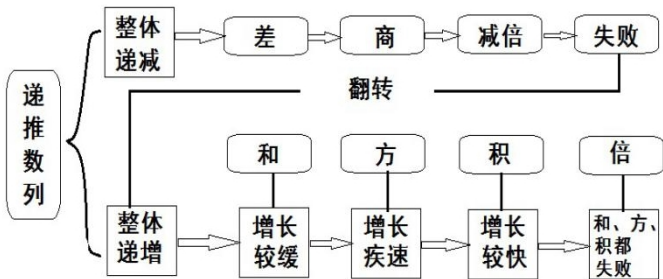 递推数列
整体
递减
差
商
减倍
失败
翻转
和
方
积
倍
整体
递增
增长
较缓
增长
疾速
增长
较快
和、方、
积都
失败